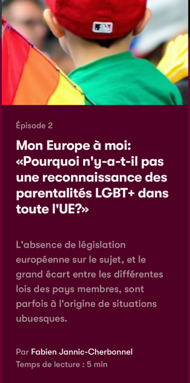 Épisode 2
Mon Europe à moi:
«Pourquoi n'y-a-t-il pas
une reconnaissance des
parentalités LGBT+ dans
toute l'UE?»
L'absence de législation
européenne sur le sujet, et le
grand écart entre les différentes
lois des pays membres, sont
parfois à l'origine de situations
ubuesques.
Par Fabien Jannic-Cherbonnel
Temps de lecture : 5 min